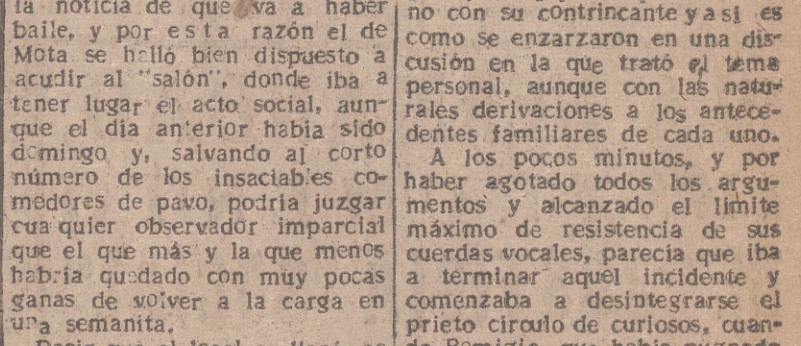 la noticia de que va a haber
baile, y por esta razón el de
Mota se halló bien dispuesto a
acudir al "salón", donde iba a
tener lugar el acto social, aun-
que el dia anterior habia sido
domingo y, salvando al corto
número de los insaciables co-
medores de pavo, podria juzgar
cualquier observador imparcial
que el que más y la que menos
habria quedado con muy pocas
ganas de volver a la carga en
una semanita.
no con su contrincante y asi es
como se enzarzaron en una dis-
cusión en la que trató el tema
personal, aunque con las natu-
rales derivaciones a los antece-
dentes familiares de cada uno.
A los pocos minutos, y por
haber agotado todos los argu-
mentos y alcanzado el limite
máximo de resistencia de sus
cuerdas vocales, parecia que iba
a terminar aquel incidente y
comenzaba a desintegrarse el
prieto circulo de curiosos, cuan-